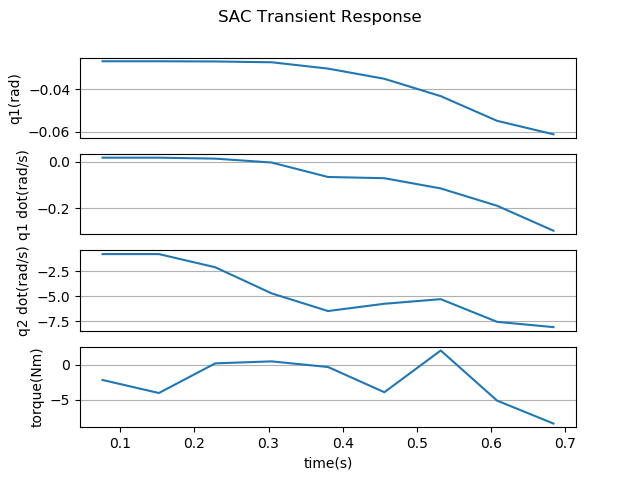 SAC Transient Response
q1(rad)
−0.04
−0.06
q1 dot(rad/s)
0.0
−0.2
q2 dot(rad/s)
−2.5
−5.0
−7.5
torque(Nm)
0
−5
0.1 0.2 0.3 0.4 0.5 0.6 0.7
time(s)